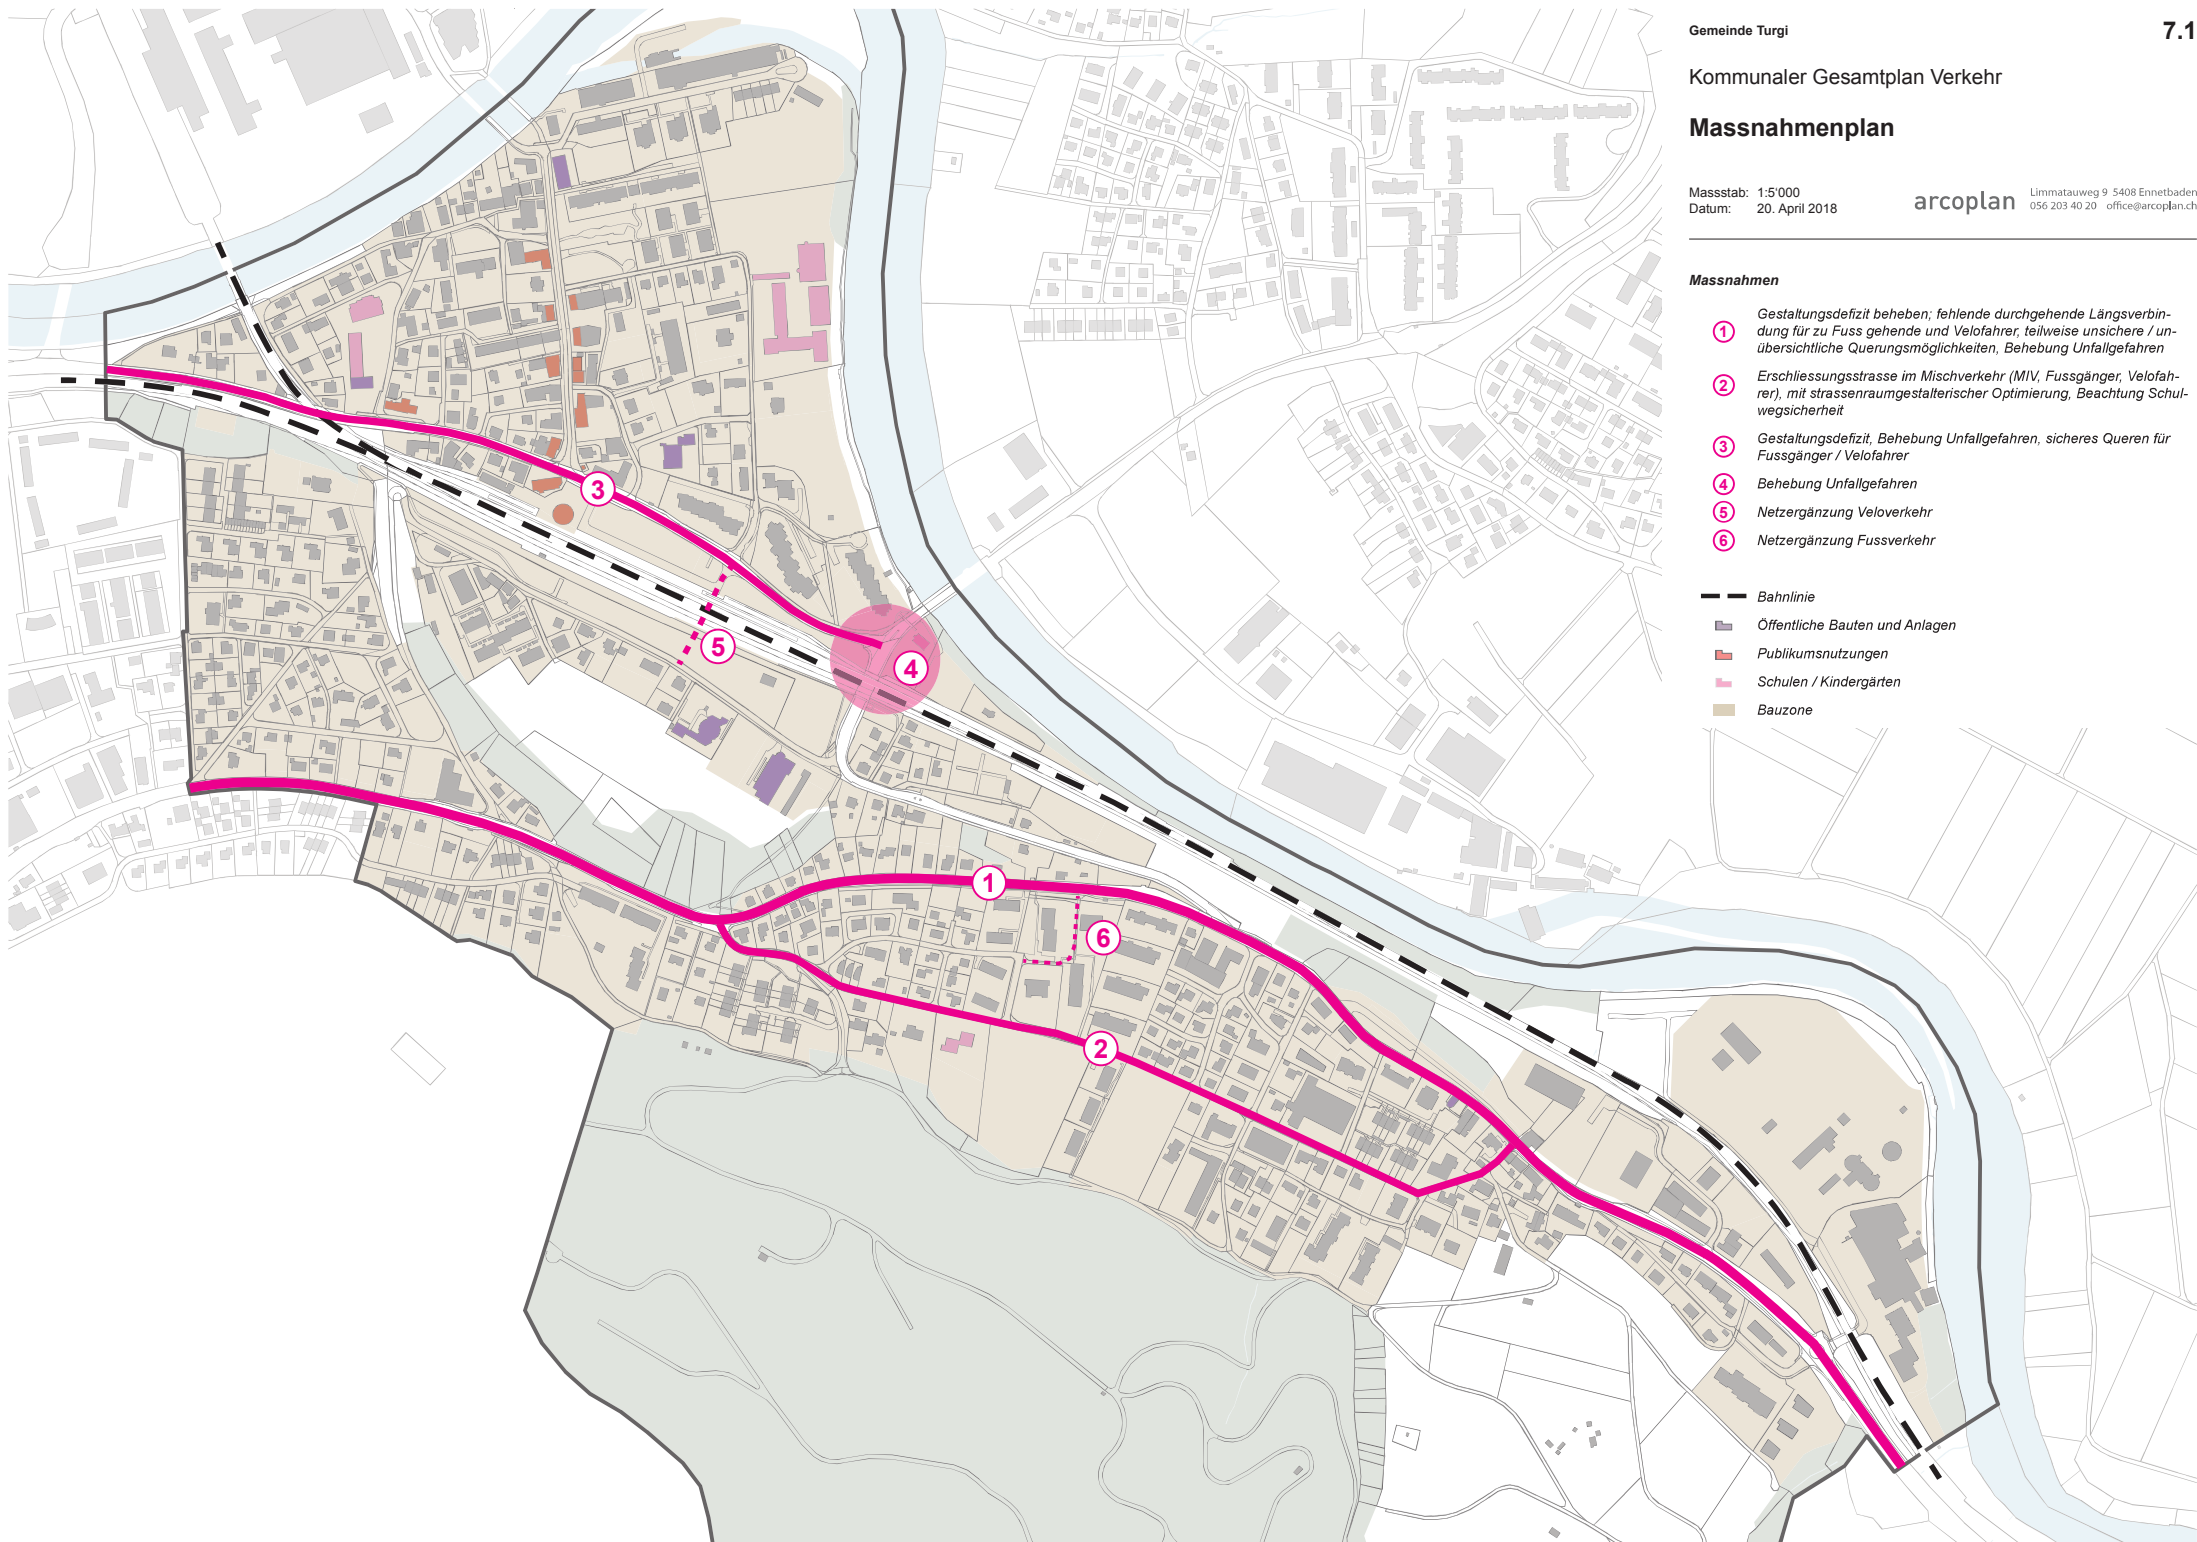 Gemeinde Turgi
7.1
Kommunaler Gesamtplan Verkehr
Massnahmenplan
Massstab: 1:5'000
Datum: 20. April 2018
arcoplan
Limmatauweg 9 5408 Ennetbaden
056 203 40 20 office@arcoplan.ch
Massnahmen
1
Gestaltungsdefizit beheben; fehlende durchgehende Längsverbin-
dung für zu Fuss gehende und Velofahrer, teilweise unsichere / un-
übersichtliche Querungsmöglichkeiten, Behebung Unfallgefahren
2
Erschliessungsstrasse im Mischverkehr (MIV, Fussgänger, Velofah-
rer), mit strassenraumgestalterischer Optimierung, Beachtung Schul-
wegsicherheit
3
Gestaltungsdefizit, Behebung Unfallgefahren, sicheres Queren für
Fussgänger / Velofahrer
4
Behebung Unfallgefahren
5
Netzergänzung Veloverkehr
6
Netzergänzung Fussverkehr
Bahnlinie
Öffentliche Bauten und Anlagen
Publikumsnutzungen
Schulen / Kindergärten
Bauzone
3
5
4
1
6
2